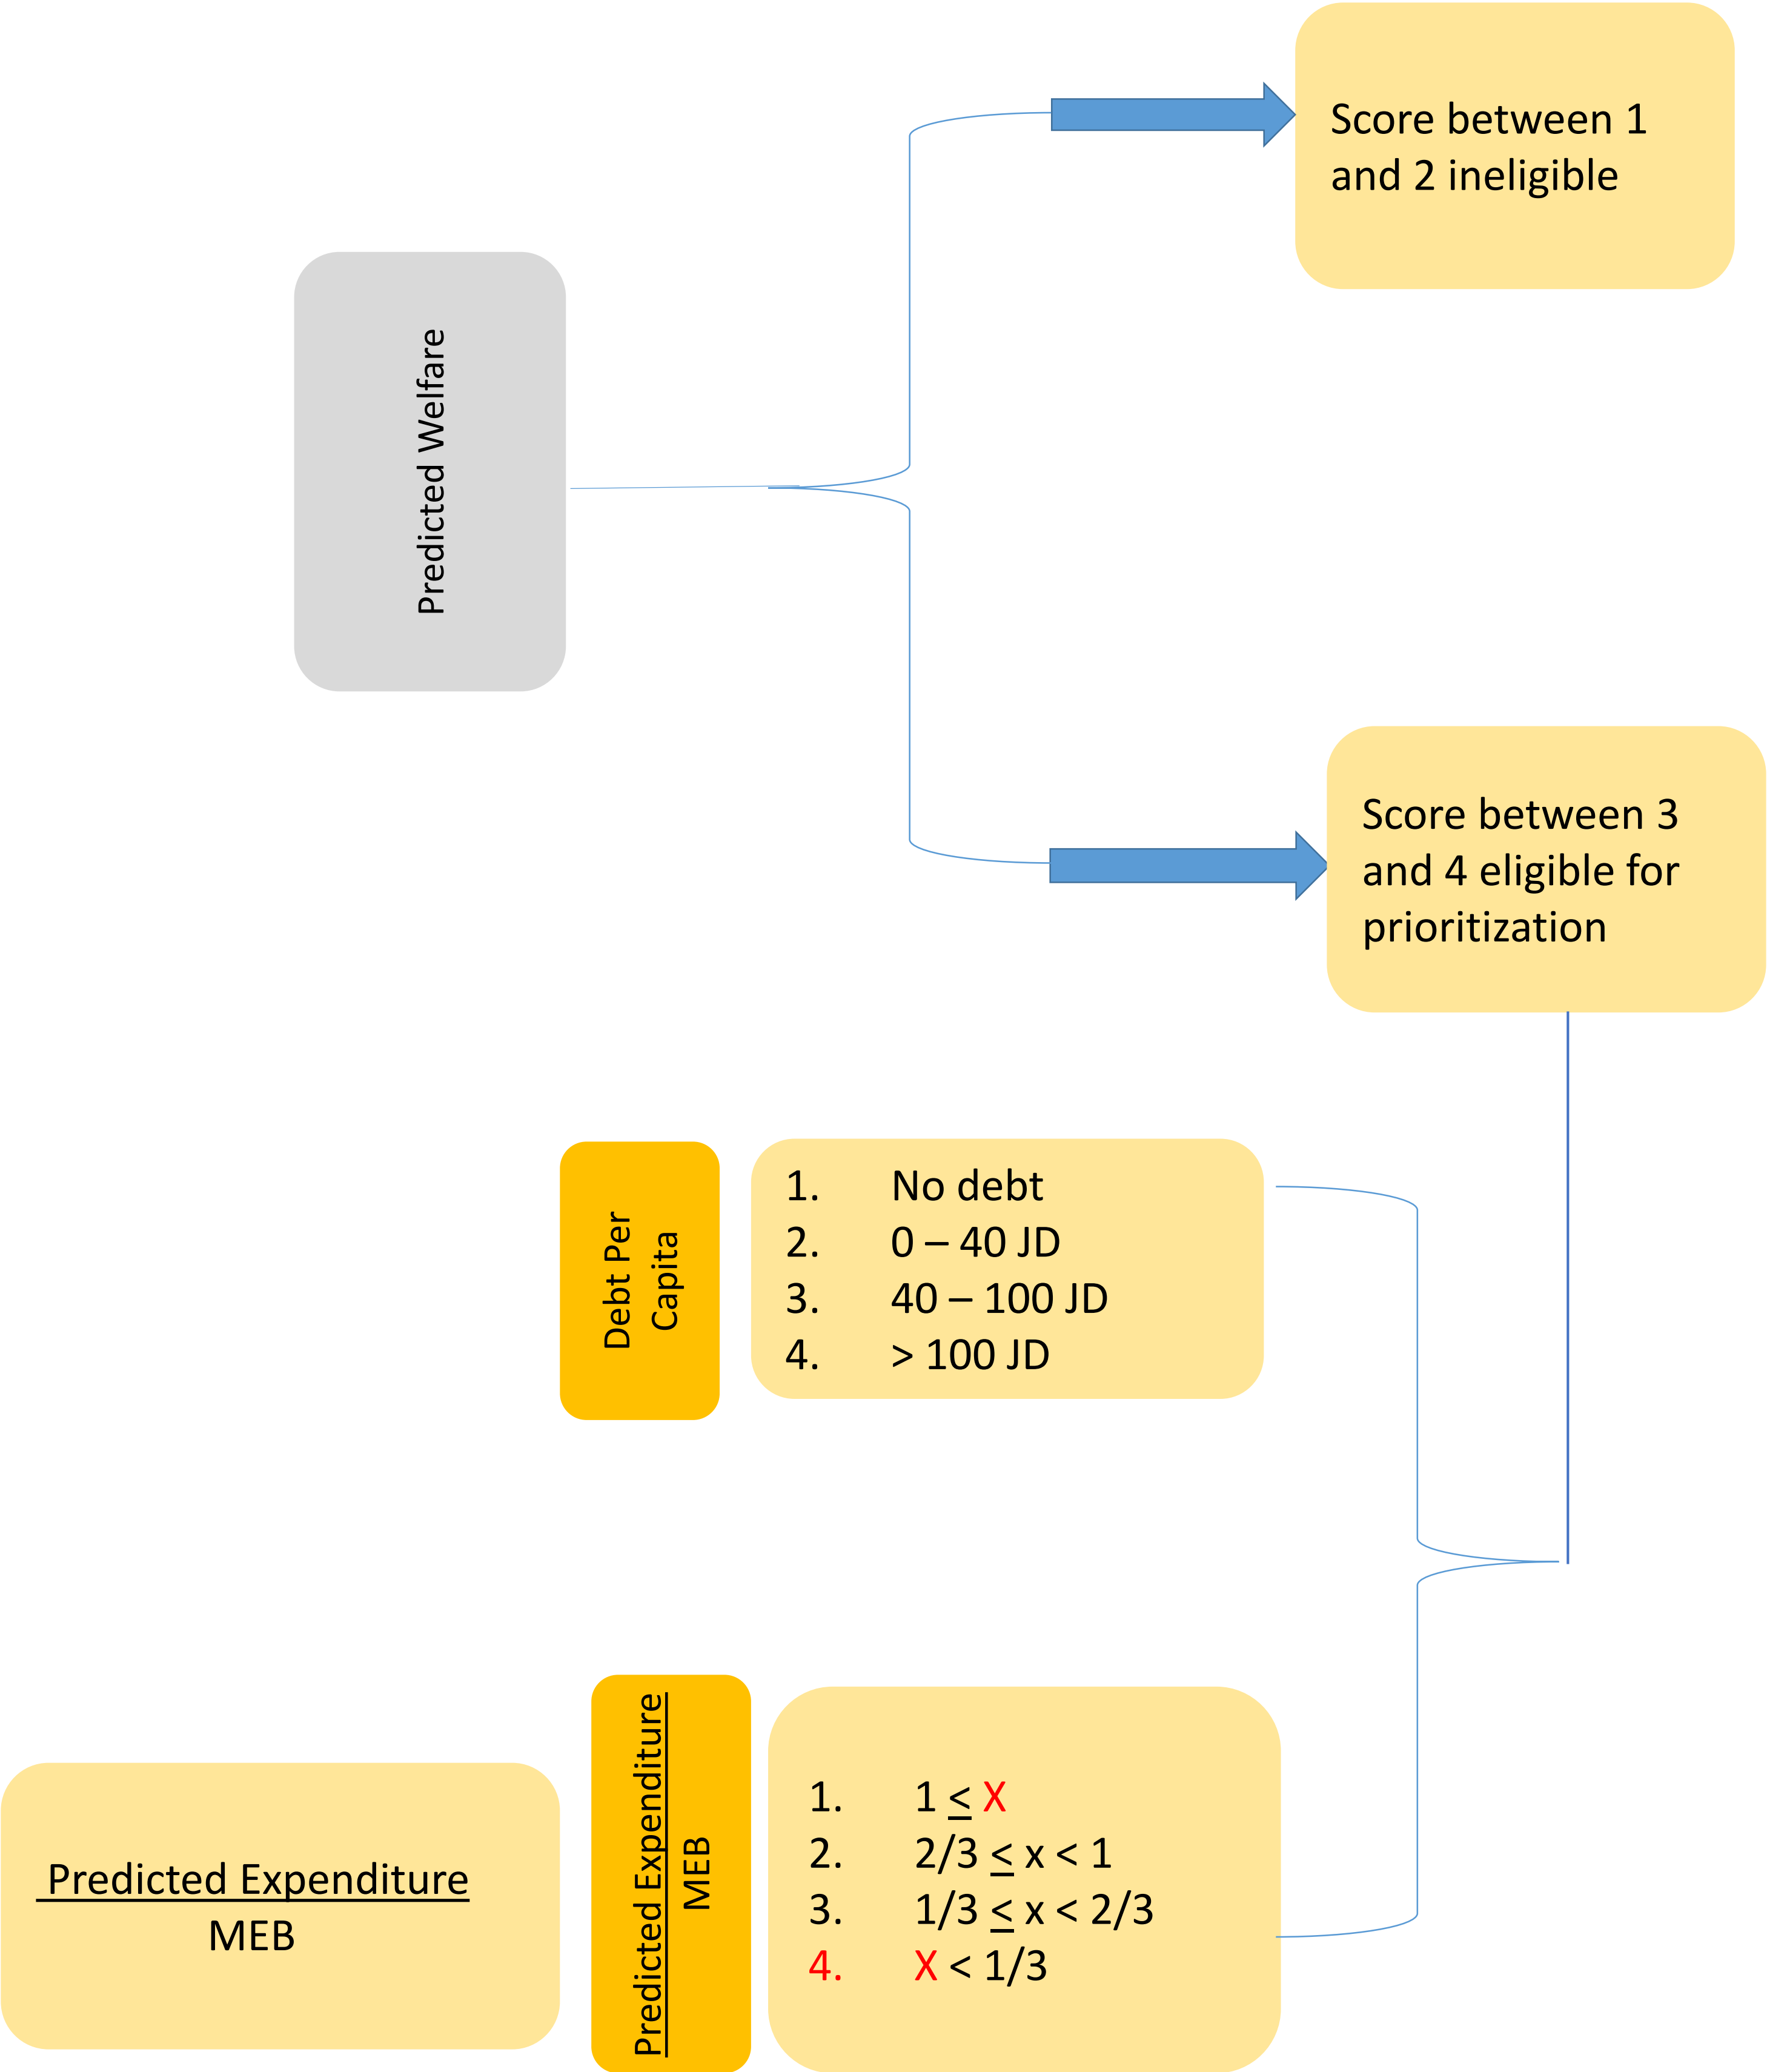 Score between 1
and 2 ineligible
Predicted Welfare
Score between 3
and 4 eligible for
prioritization
Debt Per
Capita
1. No debt
2. 0 – 40 JD
3. 40 – 100 JD
4. > 100 JD
Predicted Expenditure
MEB
Predicted Expenditure
MEB
1. 1 < X
2. 2/3 < x < 1
3. 1/3 < x < 2/3
4. X < 1/3